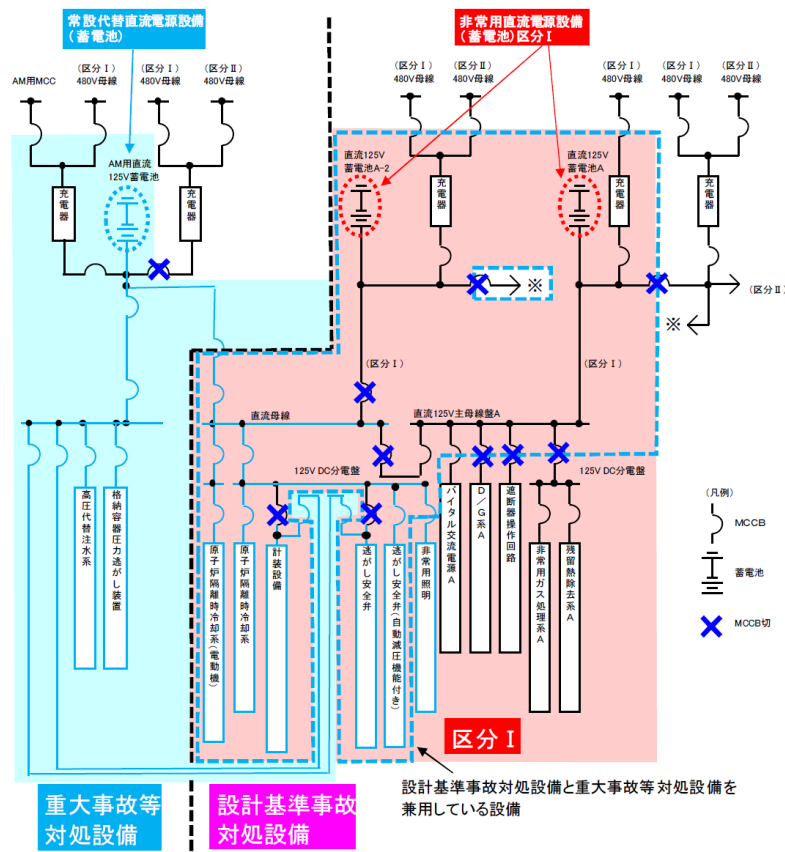 常設代替直流電源設備
(蓄電池)
非常用直流電源設備
(蓄電池)区分Ⅰ
AM用MCC
(区分Ⅰ)
480V母線
(区分Ⅰ)
480V母線
(区分Ⅱ)
480V母線
(区分Ⅰ)
480V母線
(区分Ⅱ)
480V母線
(区分Ⅰ)
480V母線
(区分Ⅰ)
480V母線
(区分Ⅱ)
480V母線
AM用直流
125V蓄電池
直流125V
蓄電池A-2
直流125V
蓄電池A
充電器
充電器
充電器
充電器
充電器
※
(区分Ⅱ)
※
(区分Ⅰ)
(区分Ⅰ)
直流母線
直流125V主母線盤A
125V DC分電盤
125V DC分電盤
高圧代替注水系
格納容器圧力逃がし装置
原子炉隔離時冷却系(電動機)
原子炉隔離時冷却系
計装設備
逃がし安全弁
逃がし安全弁(自動減圧機能付き)
非常用照明
バイタル交流電源A
D/G系A
遮断器操作回路
非常用ガス処理系A
残留熱除去系A
(凡例)
MCCB
蓄電池
MCCB切
区分Ⅰ
設計基準事故対処設備と重大事故等対処設備を
兼用している設備
重大事故等
対処設備
設計基準事故
対処設備